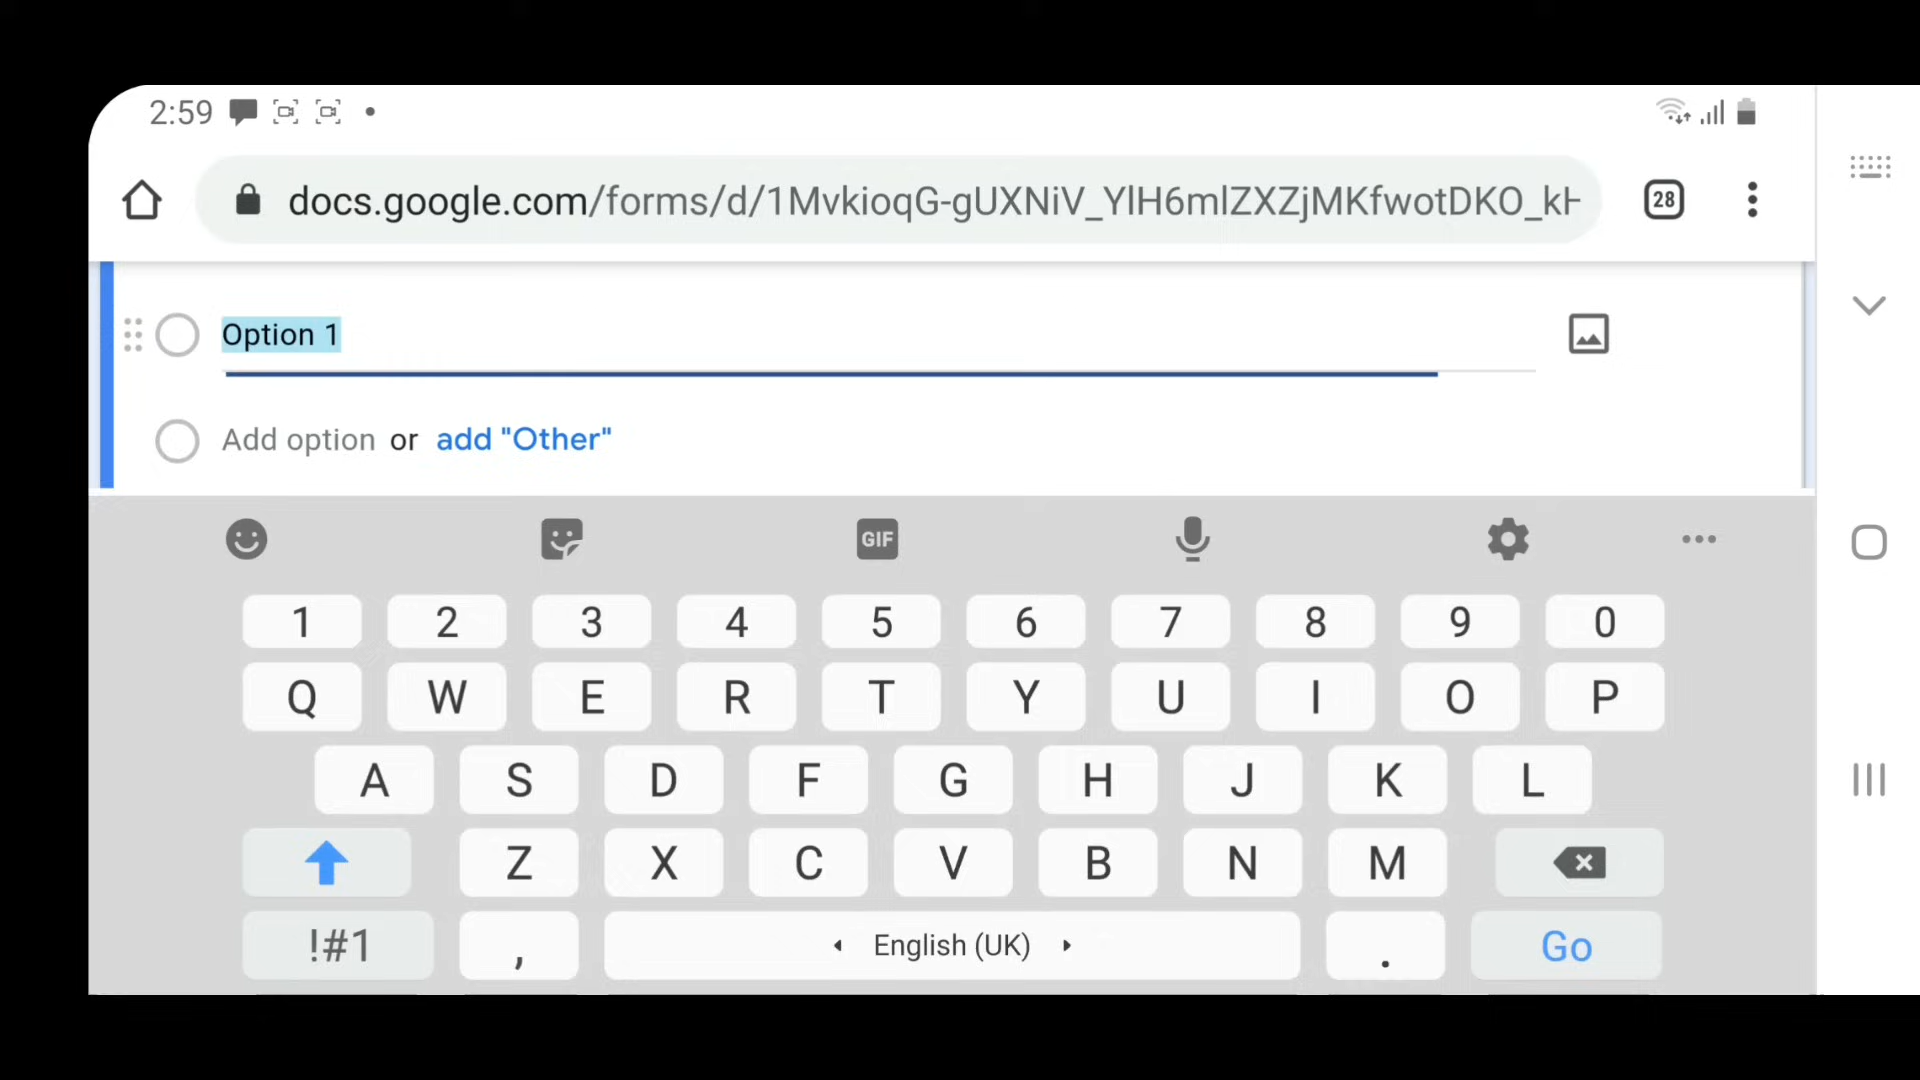 2:59
docs.google.com/forms/d/1MvkioqG-gUXNiV_YlH6mlZXZjMKfwotDKO_kH
28
Option 1
Add option or add "Other"
GIF
1 2 3 4 5 6 7 8 9 0
Q W E R T Y U I O P
A S D F G H J K L
Z X C V B N M
!#1 , English (UK) . Go